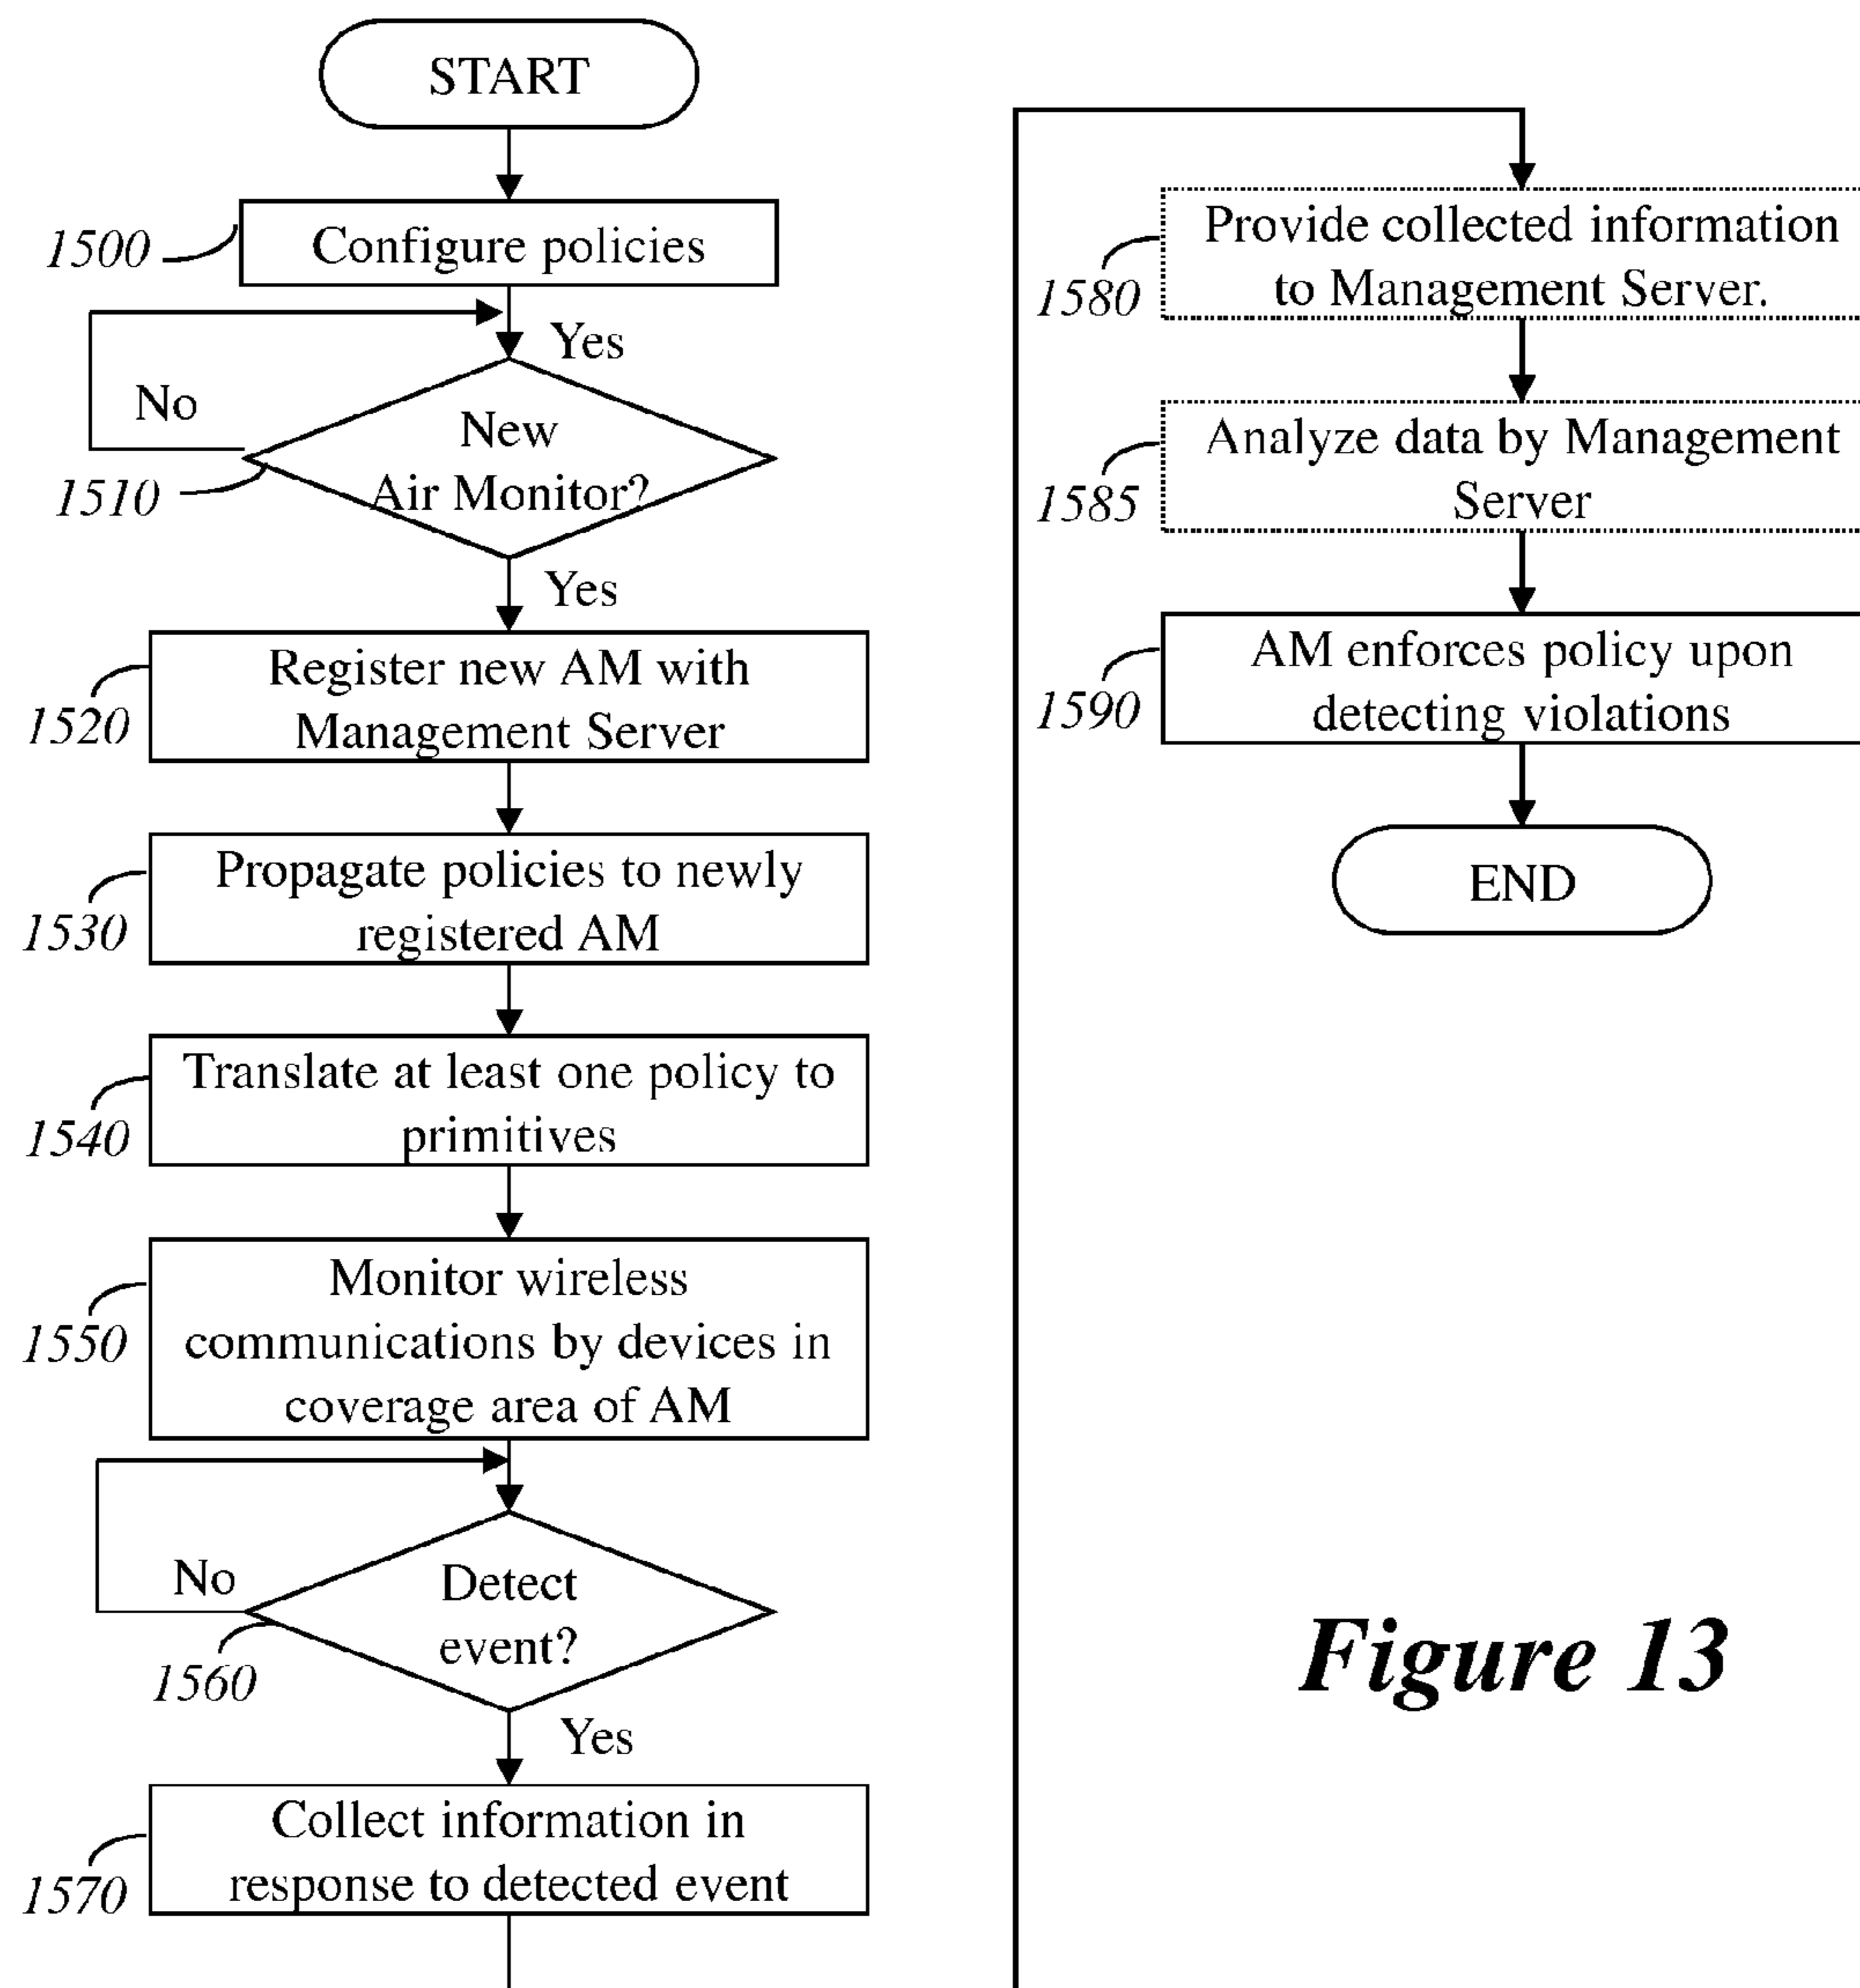 START
1500
Configure policies
Yes
No
New
Air Monitor?
1510
Yes
Register new AM with
Management Server
1520
Propagate policies to newly
registered AM
1530
Translate at least one policy to
primitives
1540
Monitor wireless
communications by devices in
coverage area of AM
1550
No
Detect
event?
1560
Yes
Collect information in
response to detected event
1570
Provide collected information
to Management Server.
1580
Analyze data by Management
Server
1585
AM enforces policy upon
detecting violations
1590
END
Figure 13